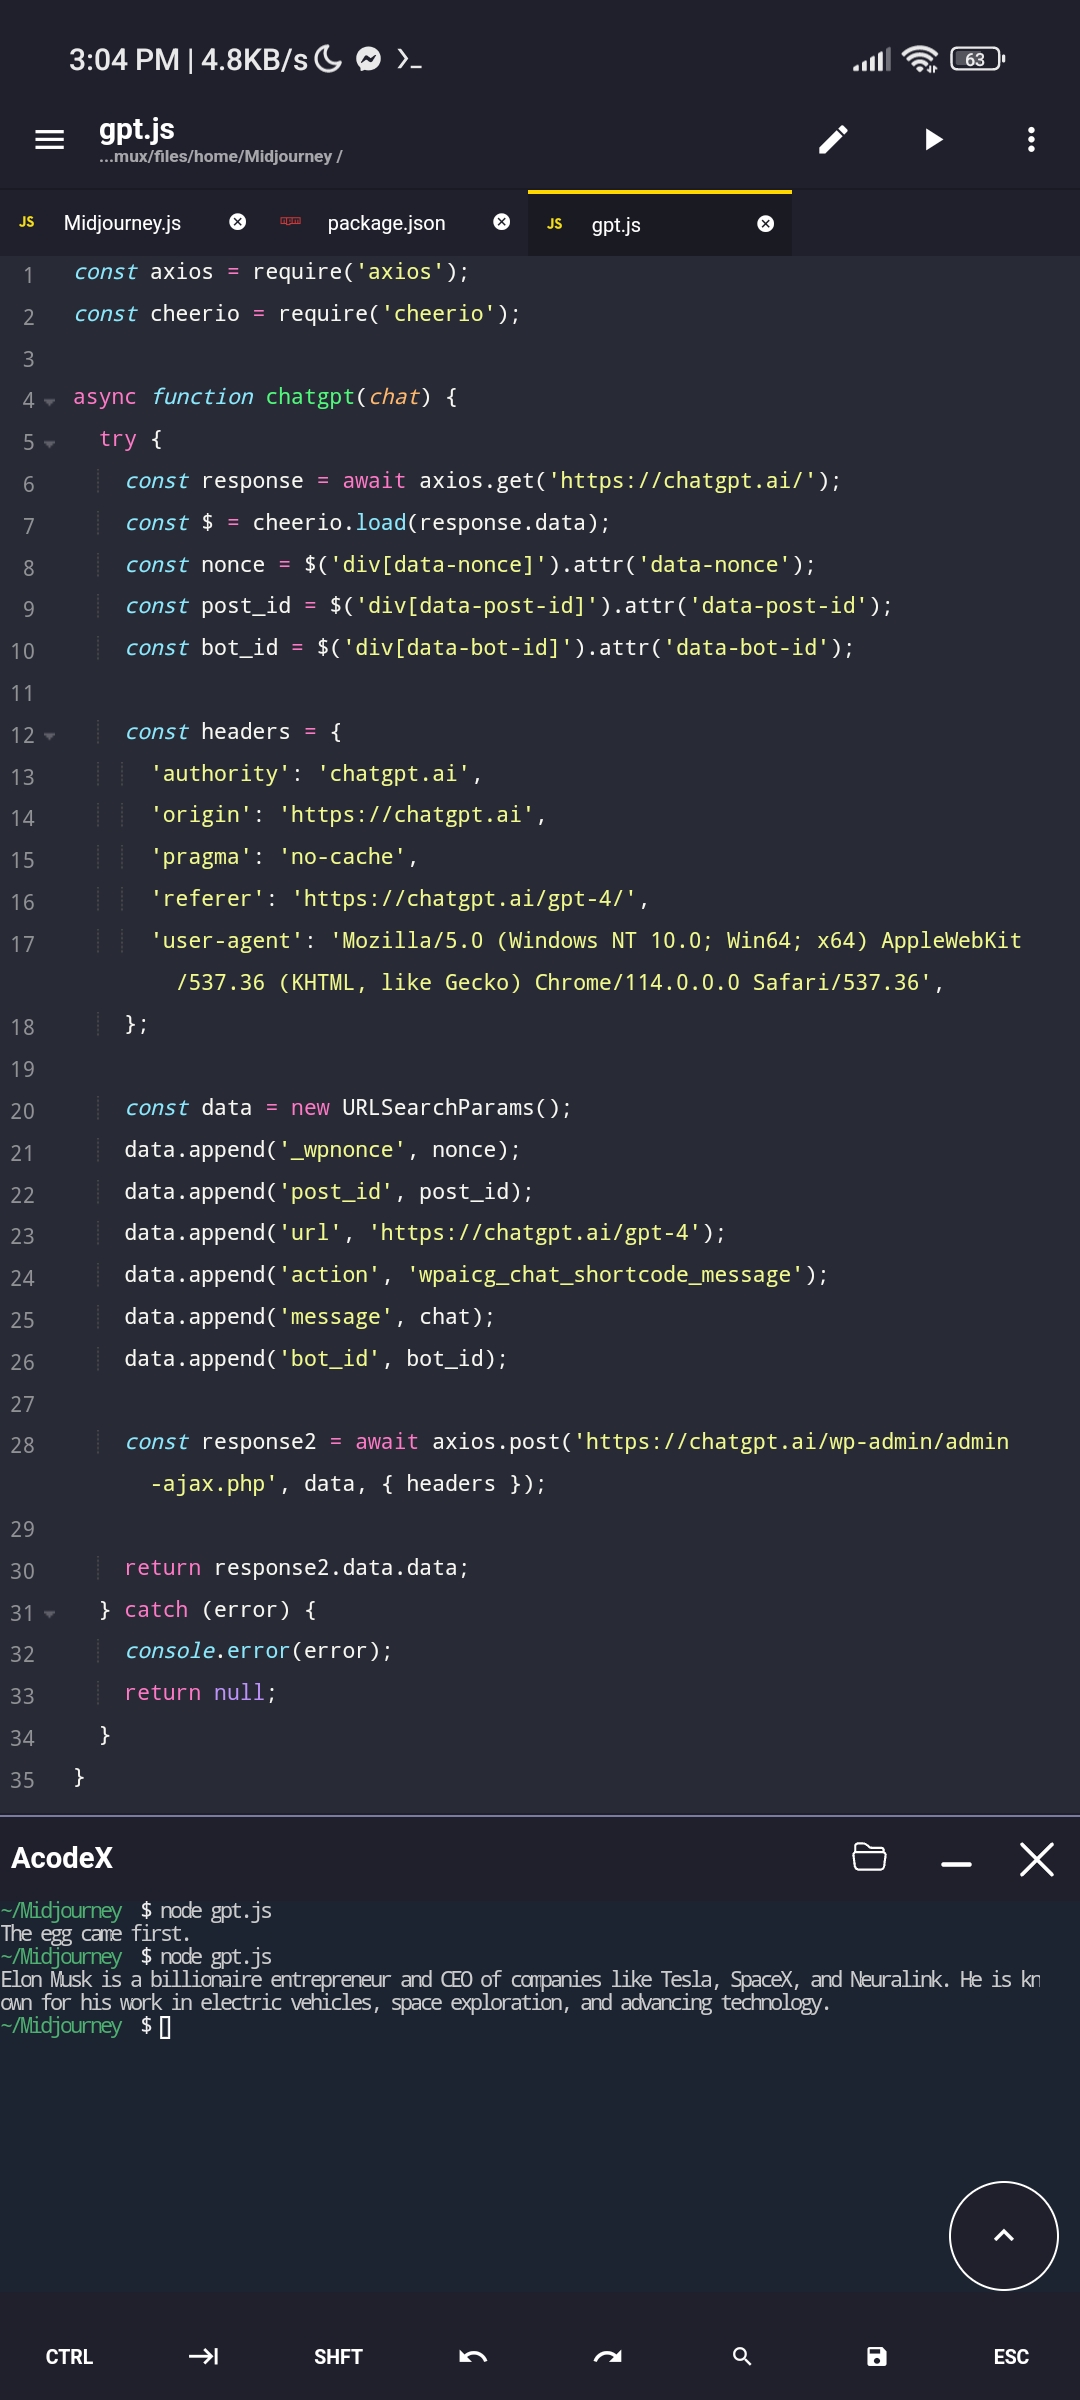 3:04 PM | 4.8KB/s 63
gpt.js
...mux/files/home/Midjourney /
JS Midjourney.js package.json JS gpt.js
1 const axios = require('axios');
2 const cheerio = require('cheerio');
3
4 async function chatgpt(chat) {
5 try {
6 const response = await axios.get('https://chatgpt.ai/');
7 const $ = cheerio.load(response.data);
8 const nonce = $('div[data-nonce]').attr('data-nonce');
9 const post_id = $('div[data-post-id]').attr('data-post-id');
10 const bot_id = $('div[data-bot-id]').attr('data-bot-id');
11
12 const headers = {
13 'authority': 'chatgpt.ai',
14 'origin': 'https://chatgpt.ai',
15 'pragma': 'no-cache',
16 'referer': 'https://chatgpt.ai/gpt-4/',
17 'user-agent': 'Mozilla/5.0 (Windows NT 10.0; Win64; x64) AppleWebKit
/537.36 (KHTML, like Gecko) Chrome/114.0.0.0 Safari/537.36',
18 };
19
20 const data = new URLSearchParams();
21 data.append('_wpnonce', nonce);
22 data.append('post_id', post_id);
23 data.append('url', 'https://chatgpt.ai/gpt-4');
24 data.append('action', 'wpaicg_chat_shortcode_message');
25 data.append('message', chat);
26 data.append('bot_id', bot_id);
27
28 const response2 = await axios.post('https://chatgpt.ai/wp-admin/admin
-ajax.php', data, { headers });
29
30 return response2.data.data;
31 } catch (error) {
32 console.error(error);
33 return null;
34 }
35 }
AcodeX
~/Midjourney $ node gpt.js
The egg came first.
~/Midjourney $ node gpt.js
Elon Musk is a billionaire entrepreneur and CEO of companies like Tesla, SpaceX, and Neuralink. He is kn
own for his work in electric vehicles, space exploration, and advancing technology.
~/Midjourney $
CTRL SHFT ESC